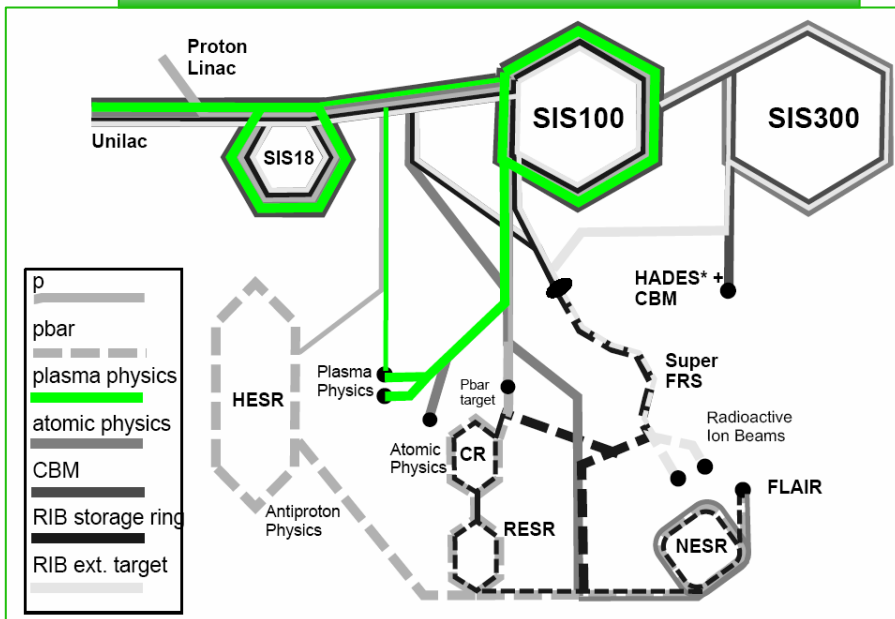 Proton
Linac
Unilac
SIS18
SIS100
SIS300
HADES* +
CBM
p
pbar
plasma physics
atomic physics
CBM
RIB storage ring
RIB ext. target
HESR
Plasma
Physics
Pbar
target
Super
FRS
Atomic
Physics
CR
Radioactive
Ion Beams
FLAIR
Antiproton
Physics
RESR
NESR